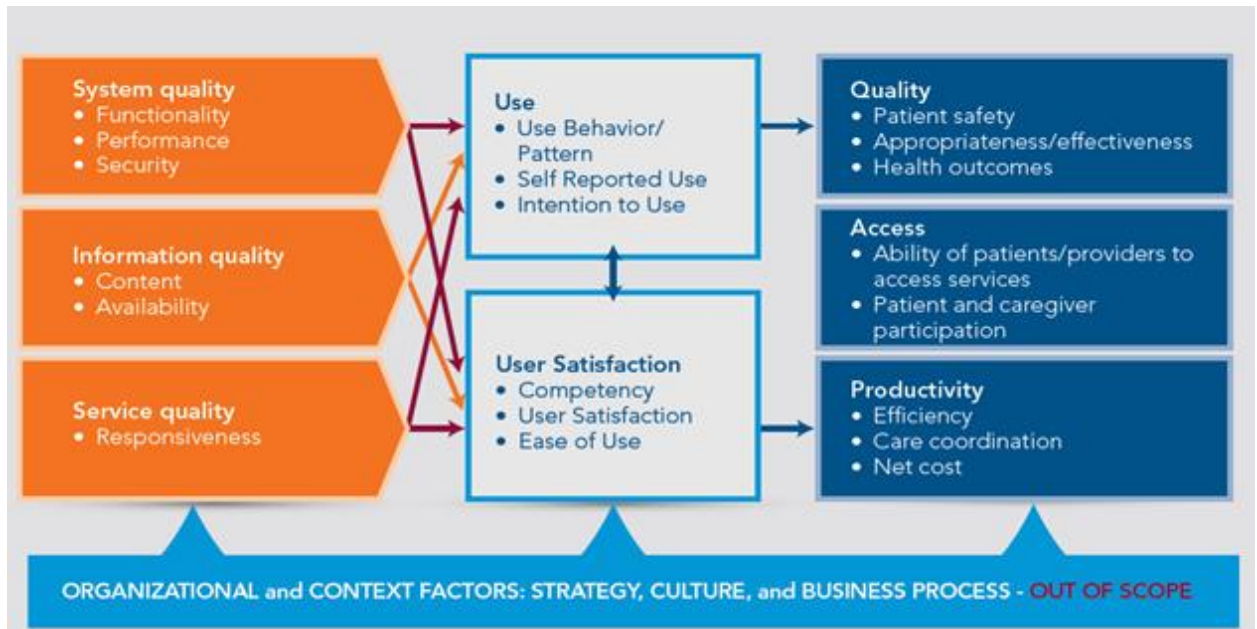 System quality
• Functionality
• Performance
• Security
Information quality
• Content
• Availability
Service quality
• Responsiveness
Use
• Use Behavior/
Pattern
• Self Reported Use
• Intention to Use
User Satisfaction
• Competency
• User Satisfaction
• Ease of Use
Quality
• Patient safety
• Appropriateness/effectiveness
• Health outcomes
Access
• Ability of patients/providers to
access services
• Patient and caregiver
participation
Productivity
• Efficiency
• Care coordination
• Net cost
ORGANIZATIONAL and CONTEXT FACTORS: STRATEGY, CULTURE, and BUSINESS PROCESS - OUT OF SCOPE